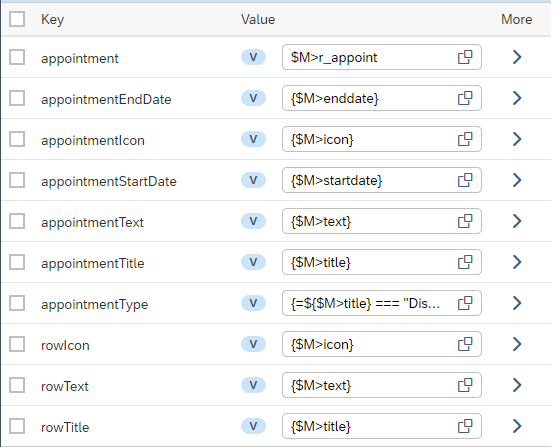 Key Value More
appointment V $M>r_appoint
appointmentEndDate V {$M>enddate}
appointmentIcon V {$M>icon}
appointmentStartDate V {$M>startdate}
appointmentText V {$M>text}
appointmentTitle V {$M>title}
appointmentType V {=${$M>title} === "Dis...
rowIcon V {$M>icon}
rowText V {$M>text}
rowTitle V {$M>title}